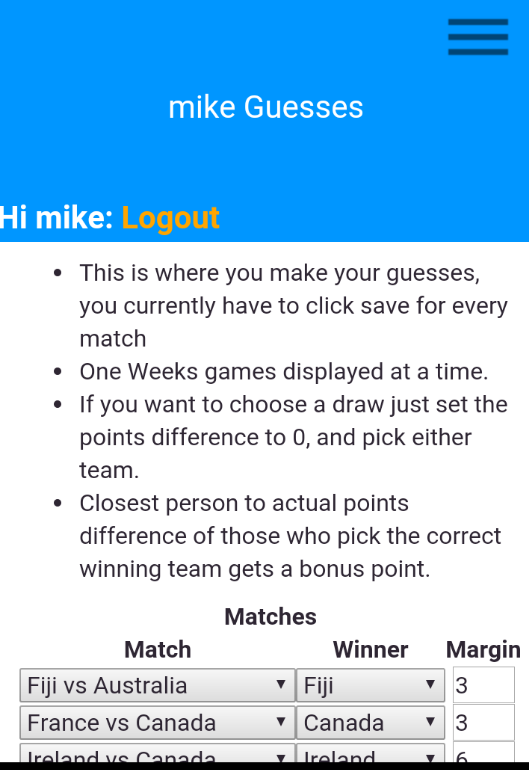 mike Guesses
Hi mike: Logout
This is where you make your guesses,
you currently have to click save for every
match
One Weeks games displayed at a time.
If you want to choose a draw just set the
points difference to 0, and pick either
team.
Closest person to actual points
difference of those who pick the correct
winning team gets a bonus point.
Matches
Match Winner Margin
Fiji vs Australia Fiji 3
France vs Canada Canada 3
Ireland vs Canada Ireland 6